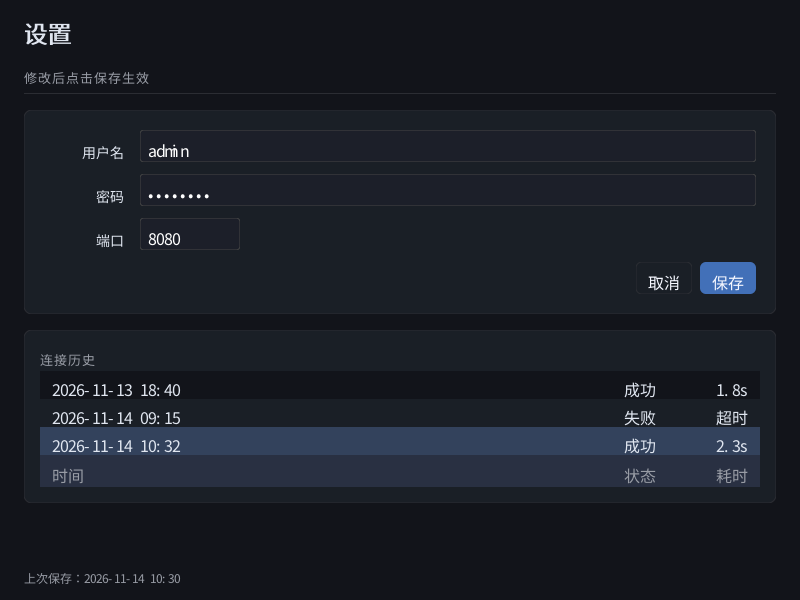 设置
修改后点击保存生效
用户名 admin
密码 ••••••••
端口 8080
取消 保存
连接历史
2026-11-13 18:40 成功 1.8s
2026-11-14 09:15 失败 超时
2026-11-14 10:32 成功 2.3s
时间 状态 耗时
上次保存：2026-11-14 10:30